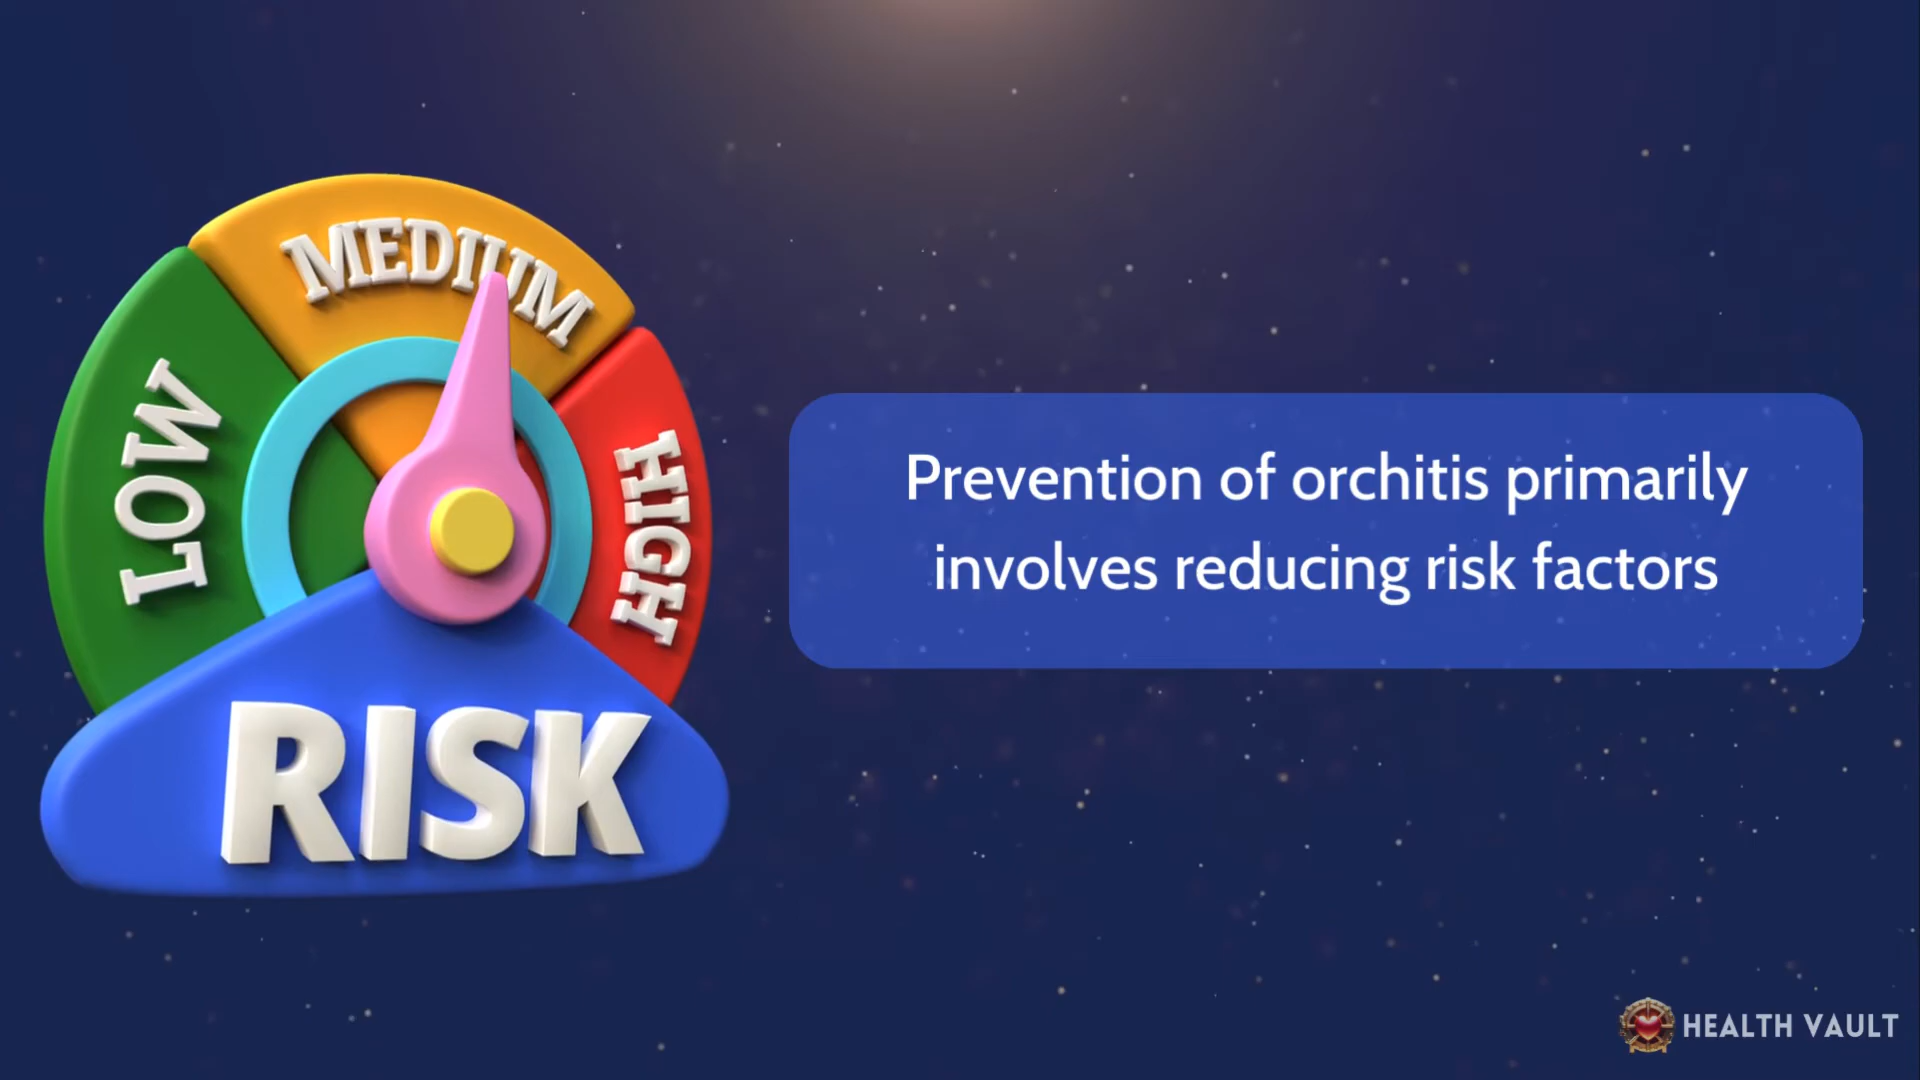 MEDIUM
LOW
HIGH
RISK
Prevention of orchitis primarily
involves reducing risk factors
HEALTH VAULT